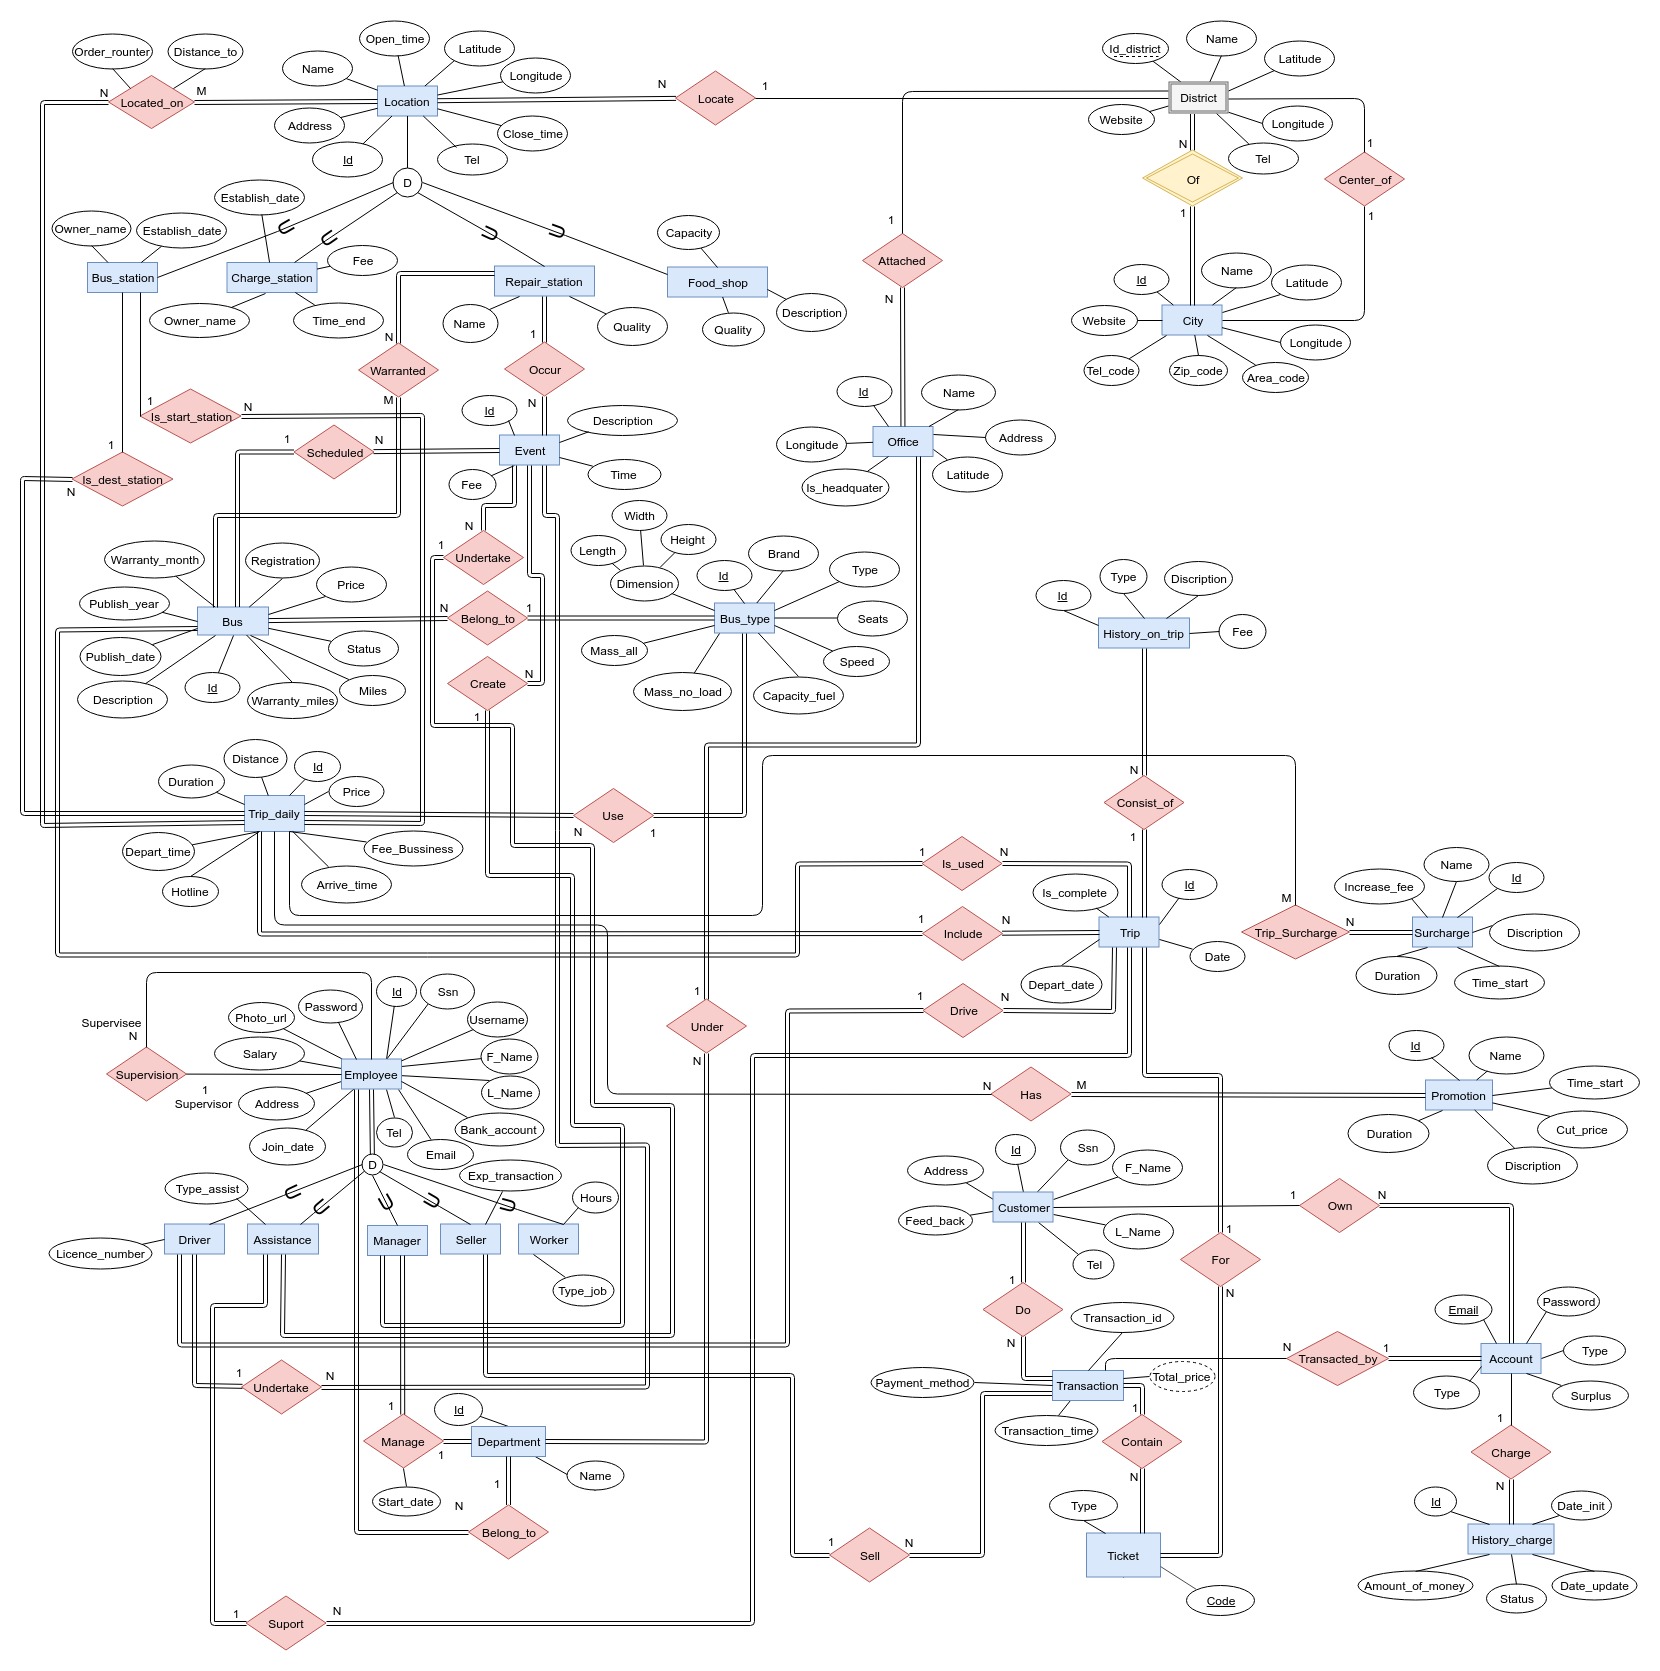 Order_rounter
Distance_to
Open_time
Name
Latitude
Longitude
N
Located_on
M
Location
Address
Id
Tel
Close_time
N
Locate
1
Id_district
Name
Latitude
District
Website
Longitude
Tel
N
Of
1
1
Center_of
1
D
Establish_date
Owner_name
Establish_date
Bus_station
Charge_station
Fee
Owner_name
Time_end
Repair_station
Name
Quality
Capacity
Food_shop
Quality
Description
1
Attached
N
Id
Name
Latitude
Website
City
Longitude
Tel_code
Zip_code
Area_code
N
Warranted
M
1
Occur
N
1
Is_start_station
N
1
Is_dest_station
N
1
Scheduled
N
Id
Description
Event
Fee
Time
Id
Name
Longitude
Office
Address
Is_headquater
Latitude
N
1
Undertake
Width
Length
Height
Dimension
Id
Brand
Type
Bus_type
Seats
Speed
Mass_all
Mass_no_load
Capacity_fuel
Warranty_month
Registration
Price
Publish_year
Bus
Publish_date
Status
Description
Id
Warranty_miles
Miles
N
Belong_to
1
Create
N
1
Id
Type
Discription
History_on_trip
Fee
Distance
Id
Duration
Price
Trip_daily
Depart_time
Fee_Bussiness
Hotline
Arrive_time
Use
N
1
N
Consist_of
1
1
Is_used
N
1
Include
N
1
Drive
N
Is_complete
Id
Trip
Date
Depart_date
M
Trip_Surcharge
N
Increase_fee
Name
Id
Surcharge
Discription
Duration
Time_start
Supervisee
N
Supervision
1
Supervisor
Password
Id
Ssn
Photo_url
Username
Salary
F_Name
Employee
L_Name
Address
Bank_account
Join_date
Tel
Email
D
1
Under
N
N
Has
M
Id
Name
Time_start
Promotion
Cut_price
Duration
Discription
Exp_transaction
Type_assist
Hours
Driver
Assistance
Manager
Seller
Worker
Licence_number
Type_job
Id
Ssn
Address
F_Name
Customer
Feed_back
L_Name
Tel
1
Own
N
1
For
N
1
Do
N
Transaction_id
Payment_method
Transaction
Total_price
Transaction_time
N
Transacted_by
1
Email
Password
Account
Type
Type
Surplus
1
Undertake
N
1
Manage
1
Start_date
Id
Department
Name
1
N
Belong_to
1
Contain
N
1
Charge
N
Type
Ticket
Code
1
Sell
N
Id
Date_init
History_charge
Amount_of_money
Status
Date_update
1
Suport
N